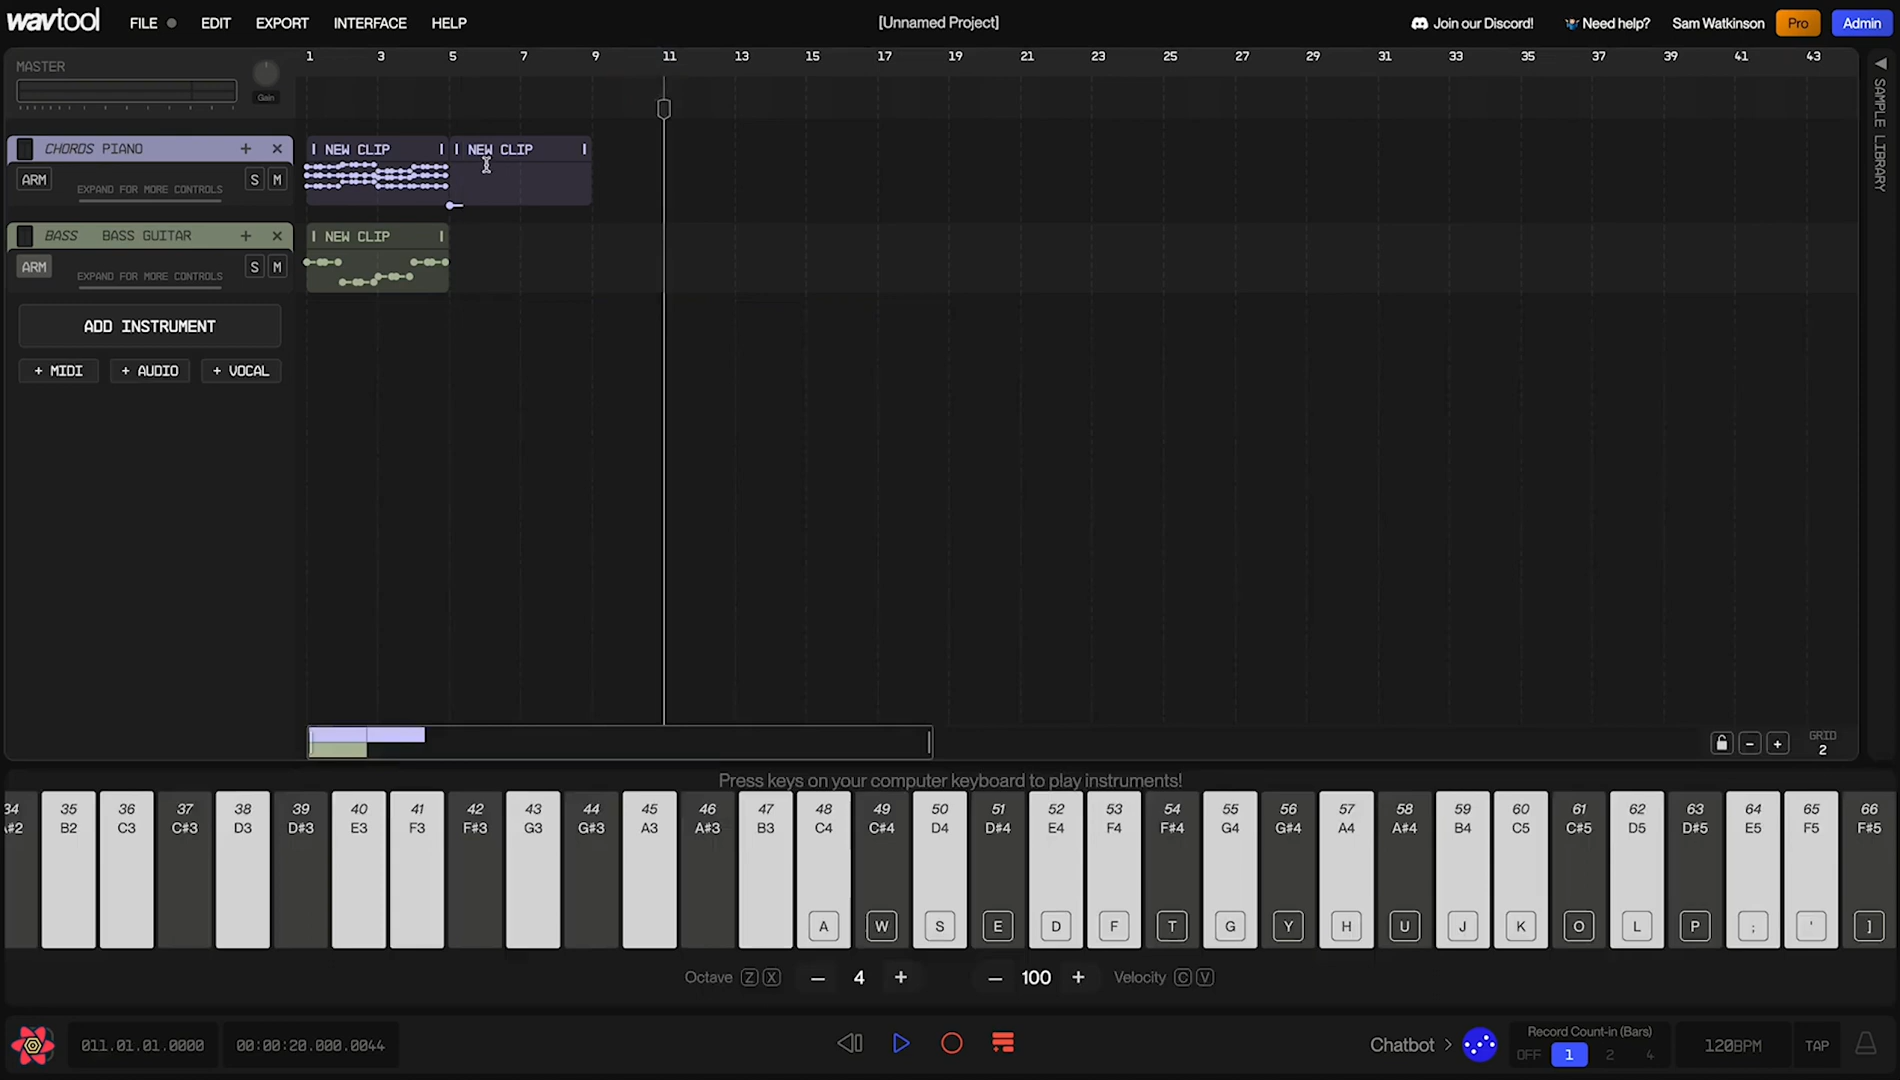 wavtool FILE EDIT EXPORT INTERFACE HELP [Unnamed Project] Join our Discord! Need help? Sam Watkinson Pro Admin
1 3 5 7 9 11 13 15 17 19 21 23 25 27 29 31 33 35 37 39 41 43
MASTER
Gain
SAMPLE LIBRARY
CHORDS PIANO + × NEW CLIP NEW CLIP
ARM EXPAND FOR MORE CONTROLS S M
BASS BASS GUITAR + × NEW CLIP
ARM EXPAND FOR MORE CONTROLS S M
ADD INSTRUMENT
+ MIDI + AUDIO + VOCAL
- + GRID
2
Press keys on your computer keyboard to play instruments!
34 35 36 37 38 39 40 41 42 43 44 45 46 47 48 49 50 51 52 53 54 55 56 57 58 59 60 61 62 63 64 65 66
#2 B2 C3 C#3 D3 D#3 E3 F3 F#3 G3 G#3 A3 A#3 B3 C4 C#4 D4 D#4 E4 F4 F#4 G4 G#4 A4 A#4 B4 C5 C#5 D5 D#5 E5 F5 F#5
A W S E D F T G Y H U J K O L P ; ' ]
Octave Z X — 4 + — 100 + Velocity C V
011.01.01.0000 00:00:20.000.0044 Chatbot > Record Count-in (Bars) 120BPM TAP
OFF 1 2 4